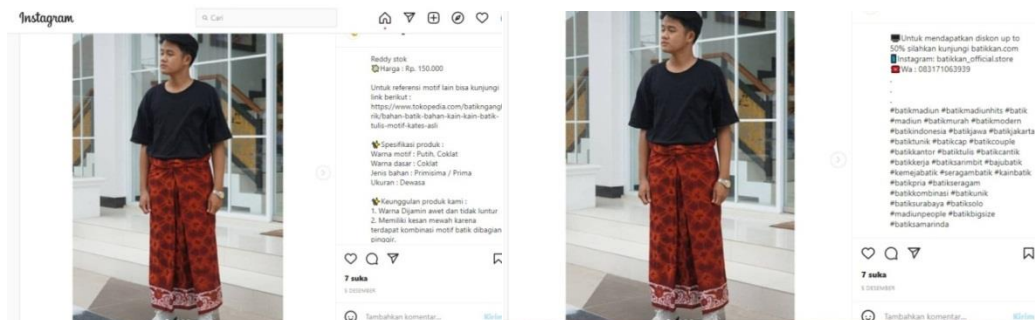 Instagram
Cari
Reddy stok
Harga : Rp. 150.000
Untuk referensi motif lain bisa kunjungi
link berikut :
https://www.tokopedia.com/batikngangl
rik/bahan-batik-bahan-kain-kain-batik-
tulis-motif-kates-asli
Spesifikasi produk :
Warna motif : Putih, Coklat
Warna dasar : Coklat
Jenis bahan : Primisima / Prima
Ukuran : Dewasa
Keunggulan produk kami :
1. Warna Dijamin awet dan tidak luntur
2. Memiliki kesan mewah karena
terdapat kombinasi motif batik dibagian
pinggir.
7 suka
5 DESEMBER
Tambahkan komentar...
Untuk mendapatkan diskon up to
50% silahkan kunjungi batikkan.com
Instagram: batikkan_official.store
Wa : 083171063939
.
.
.
#batikmadiun #batikmadiunhits #batik
#madiun #batikmurah #batikmodern
#batikindonesia #batikjawa #batikjakarta
#batiktunik #batikcap #batikcouple
#batikkantor #batiktulis #batikcantik
#batikkerja #batiksarimbit #bajubatik
#kemejabatik #seragambatik #kainbatik
#batikpria #batikseragam
#batikkombinasi #batikunik
#batiksurabaya #batiksolo
#madiunpeople #batikbigsize
#batiksamarinda
7 suka
5 DESEMBER
Tambahkan komentar...